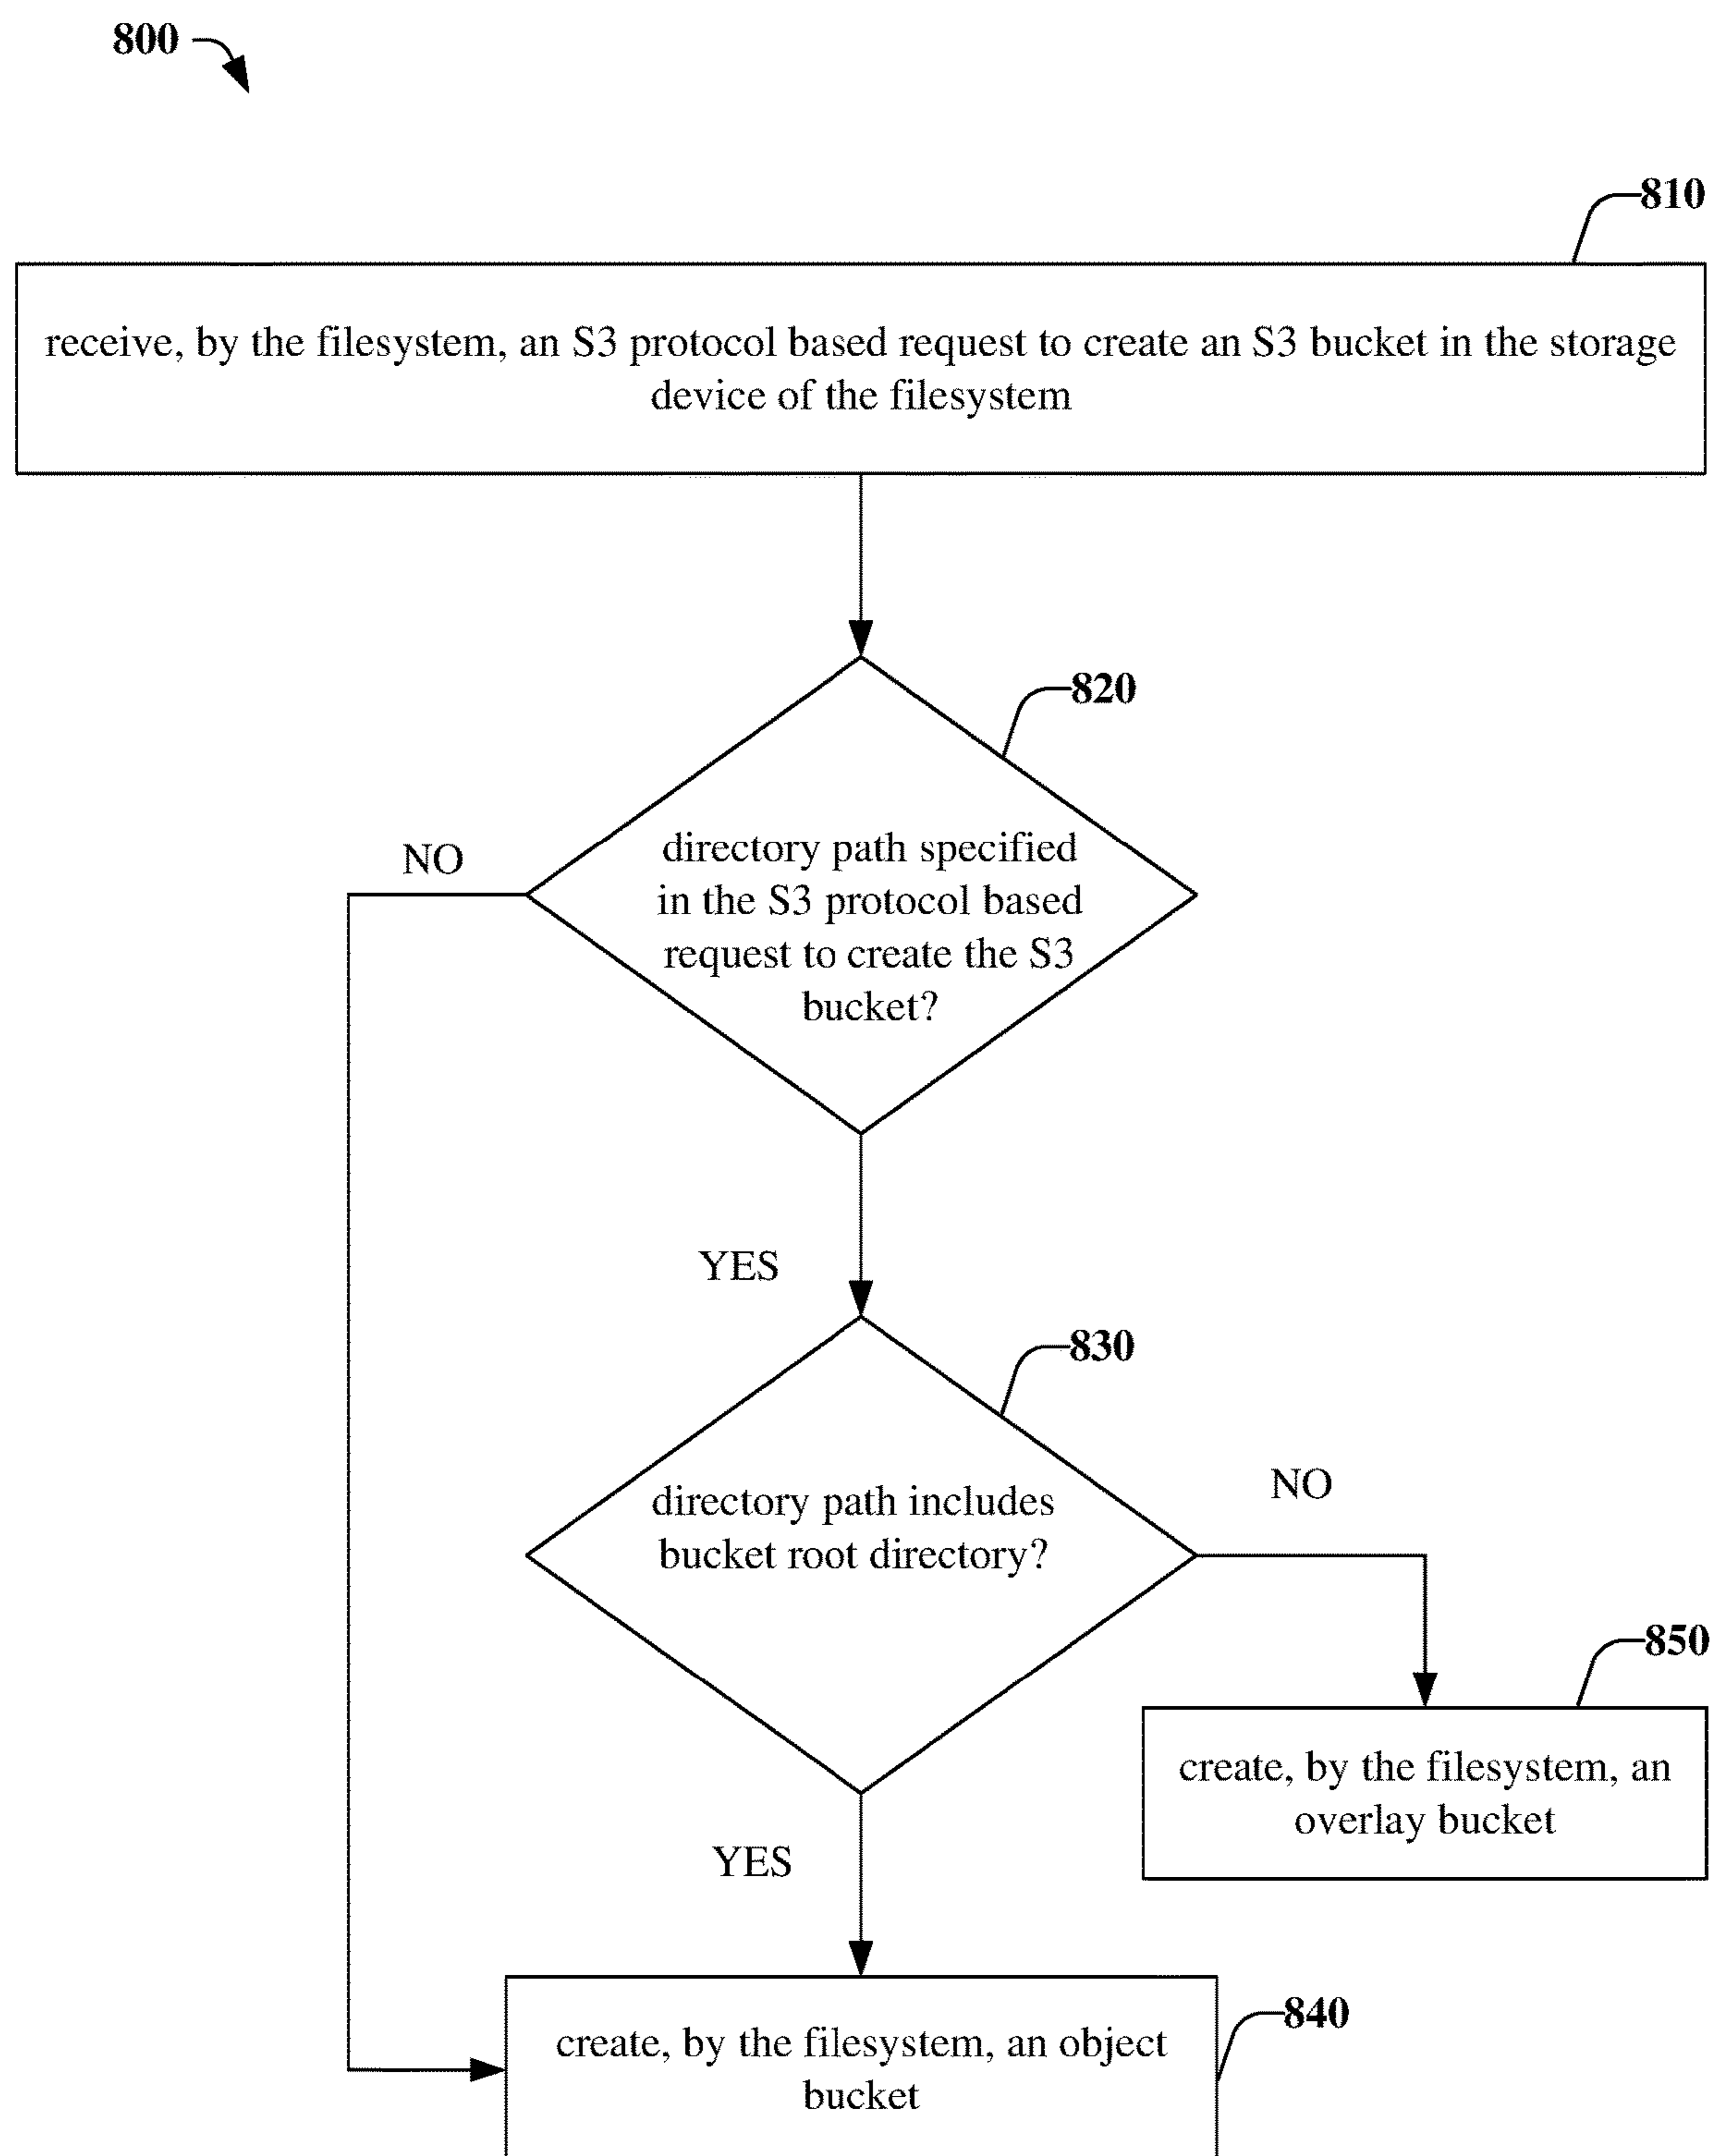 800
810
receive, by the filesystem, an S3 protocol based request to create an S3 bucket in the storage
device of the filesystem
820
NO
directory path specified
in the S3 protocol based
request to create the S3
bucket?
YES
830
directory path includes
bucket root directory?
NO
850
create, by the filesystem, an
overlay bucket
YES
840
create, by the filesystem, an object
bucket